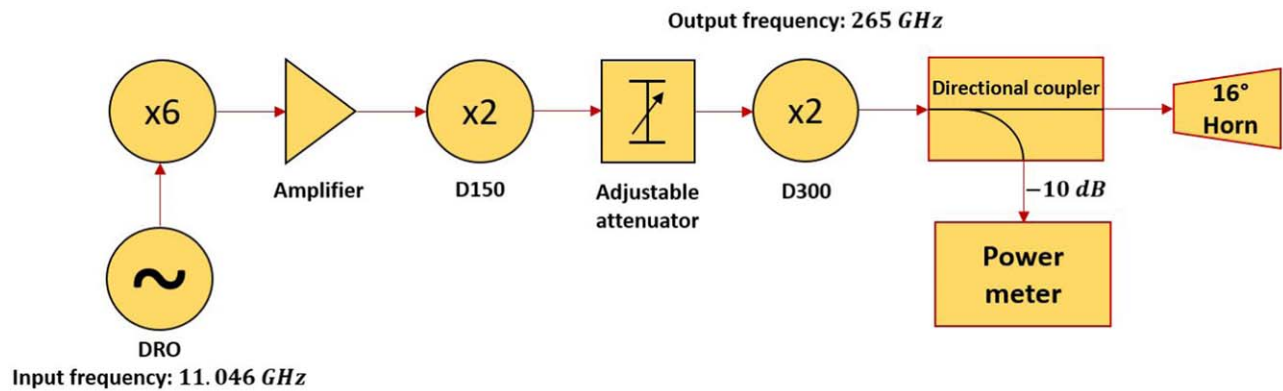 Output frequency: 265 GHz
x6
x2
x2
Directional coupler
16°
Horn
Amplifier
D150
Adjustable
attenuator
D300
−10 dB
~
Power
meter
DRO
Input frequency: 11.046 GHz